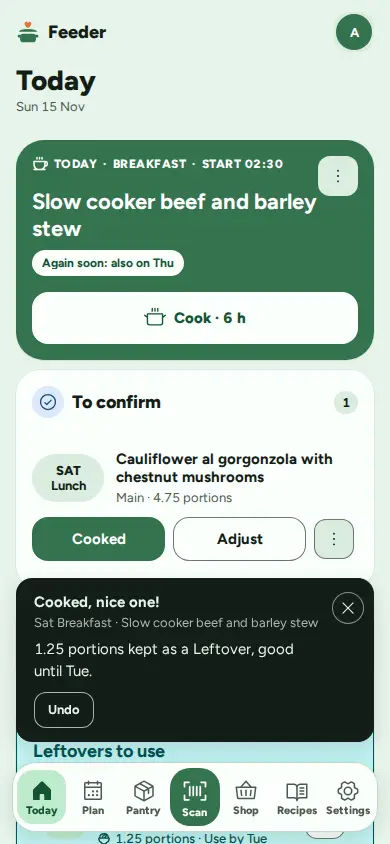 Feeder
A
Today
Sun 15 Nov
TODAY · BREAKFAST · START 02:30
Slow cooker beef and barley
stew
Again soon: also on Thu
Cook · 6 h
To confirm
1
SAT
Lunch
Cauliflower al gorgonzola with
chestnut mushrooms
Main · 4.75 portions
Cooked
Adjust
Cooked, nice one!
Sat Breakfast · Slow cooker beef and barley stew
1.25 portions kept as a Leftover, good
until Tue.
Undo
Leftovers to use
Today
Plan
Pantry
Scan
Shop
Recipes
Settings
1.25 portions · Use by Tue